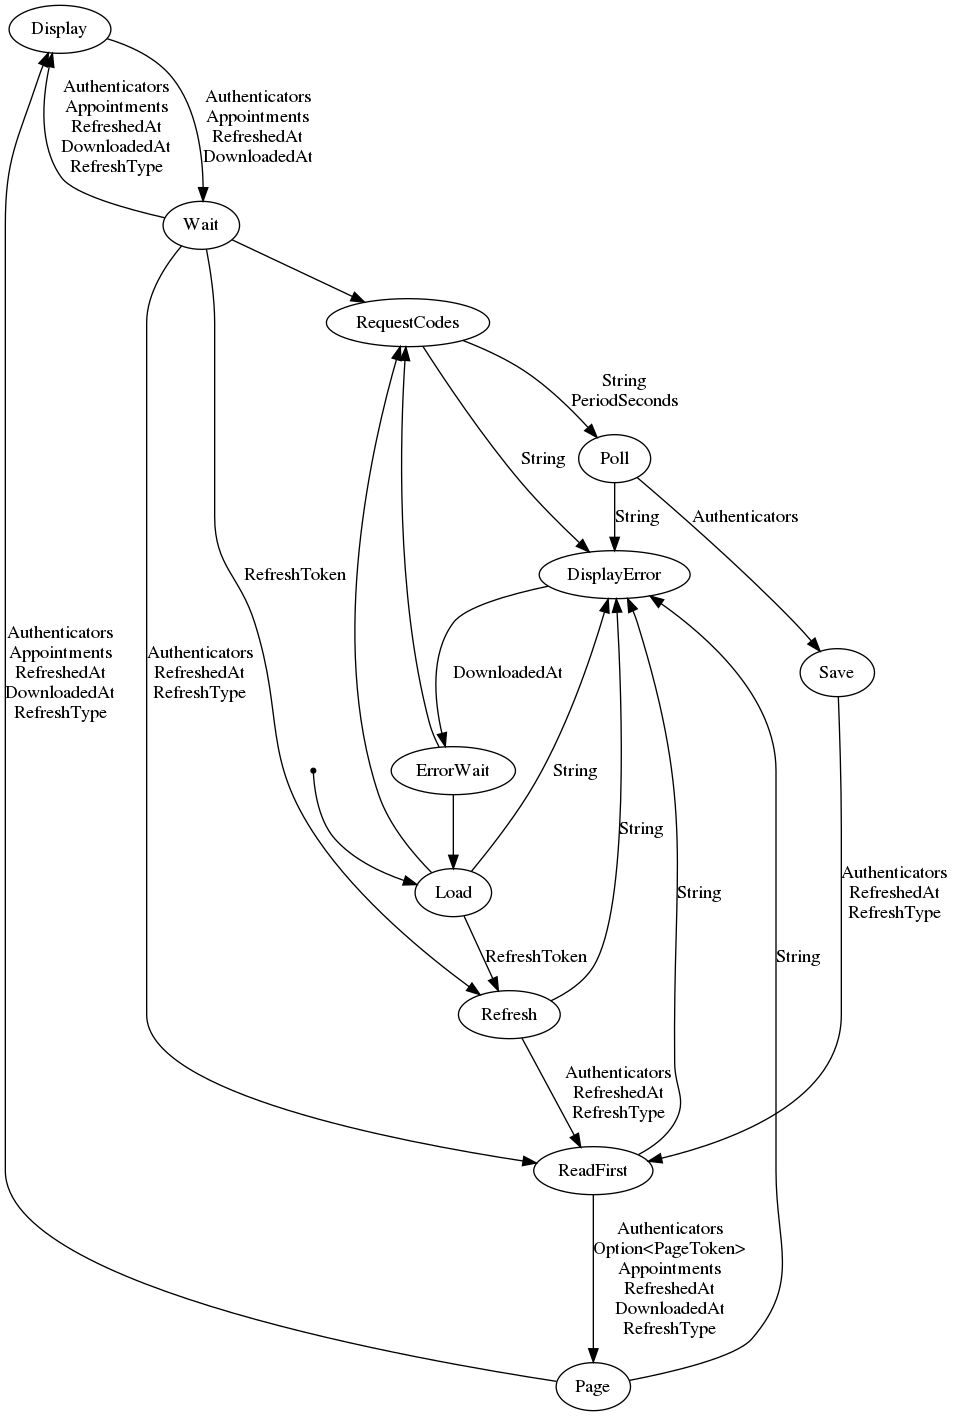 Display
Authenticators
Appointments
RefreshedAt
DownloadedAt
RefreshType
Authenticators
Appointments
RefreshedAt
DownloadedAt
Wait
RequestCodes
String
PeriodSeconds
String
Poll
String
Authenticators
RefreshToken
DisplayError
Authenticators
Appointments
RefreshedAt
DownloadedAt
RefreshType
Authenticators
RefreshedAt
RefreshType
DownloadedAt
Save
ErrorWait
String
String
Load
String
Authenticators
RefreshedAt
RefreshType
RefreshToken
String
Refresh
Authenticators
RefreshedAt
RefreshType
ReadFirst
Authenticators
Option<PageToken>
Appointments
RefreshedAt
DownloadedAt
RefreshType
Page